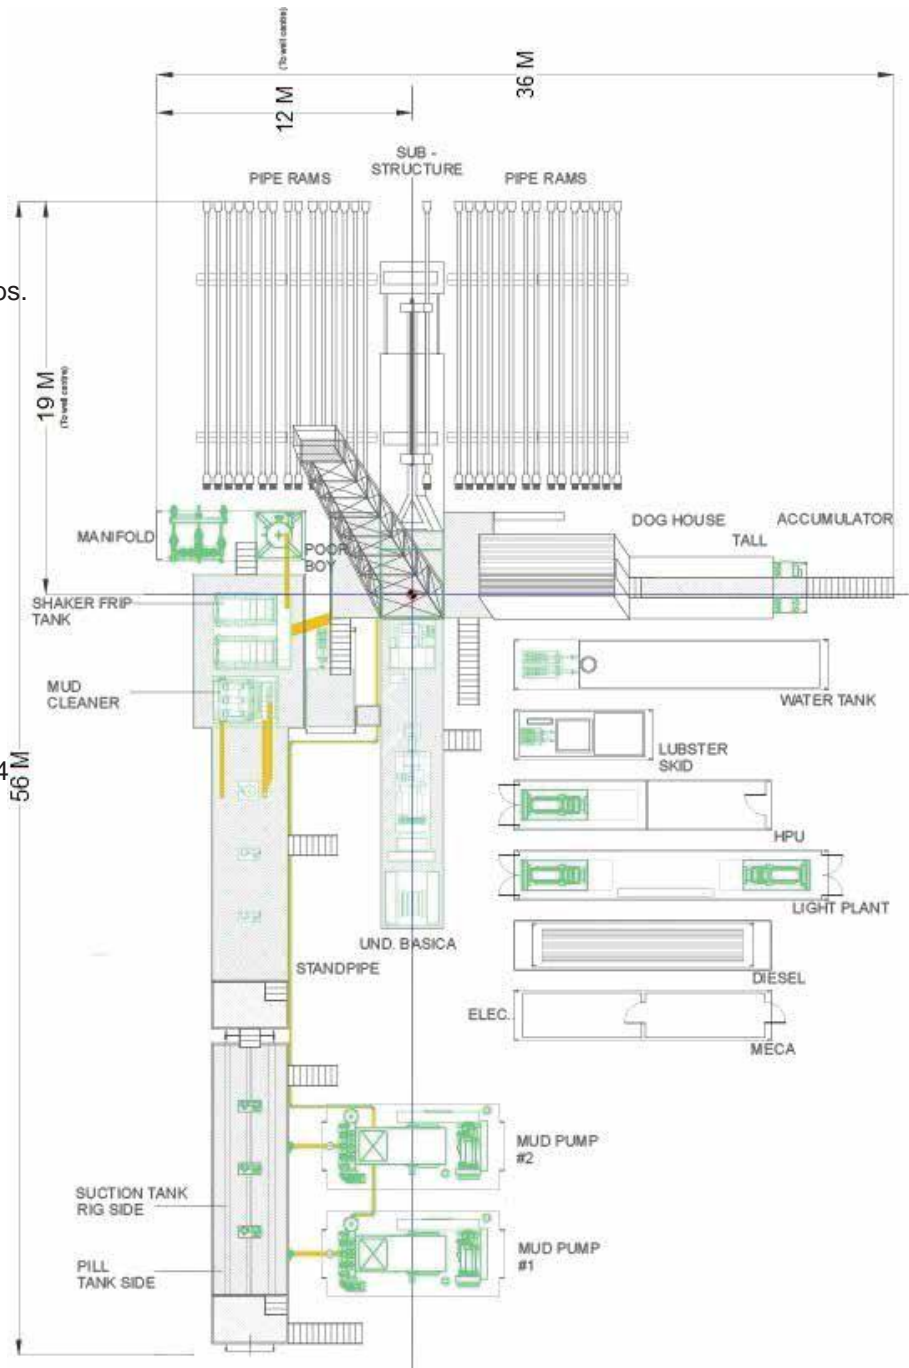 (To well centre)
36 M
12 M
SUB -
STRUCTURE
PIPE RAMS
PIPE RAMS
os.
19 M
(To well centre)
MANIFOLD
POOR
BOY
DOG HOUSE
ACCUMULATOR
TALL
SHAKER FRIP
TANK
MUD
CLEANER
WATER TANK
LUBSTER
SKID
4
56 M
HPU
LIGHT PLANT
UND. BASICA
STANDPIPE
DIESEL
ELEC.
MECA
MUD PUMP
#2
SUCTION TANK
RIG SIDE
MUD PUMP
#1
PILL
TANK SIDE